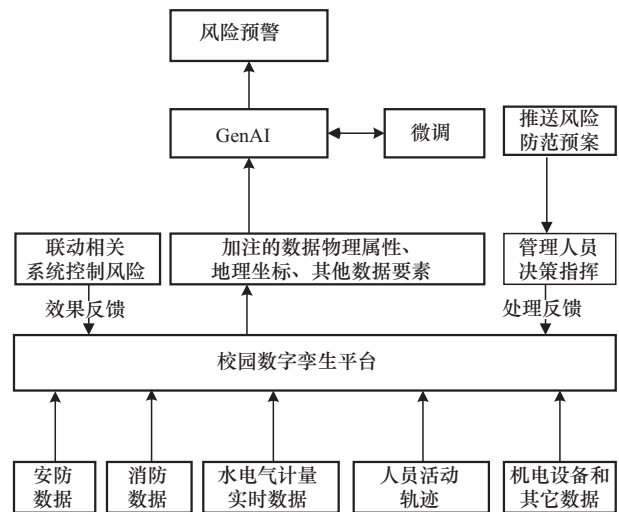 风险预警
GenAI
微调
推送风险
防范预案
联动相关
系统控制风险
加注的数据物理属性、
地理坐标、其他数据要素
管理人员
决策指挥
效果反馈
处理反馈
校园数字孪生平台
安防
数据
消防
数据
水电气计量
实时数据
人员活动
轨迹
机电设备和
其它数据